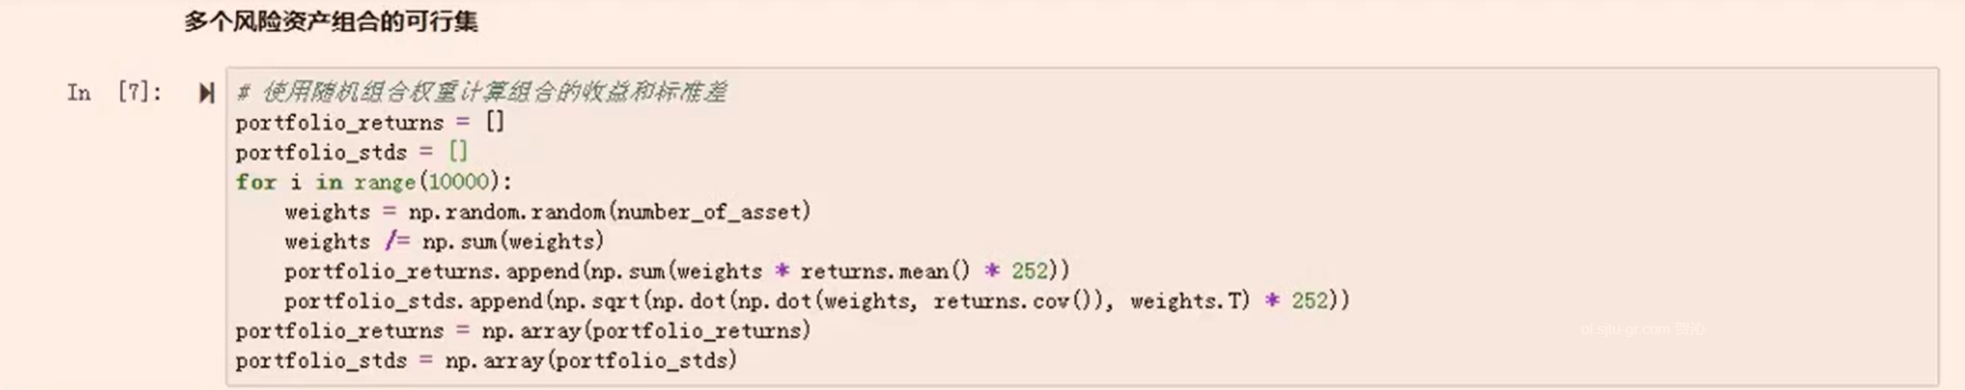 多个风险资产组合的可行集
In [7]:
# 使用随机组合权重计算组合的收益和标准差
portfolio_returns = []
portfolio_stds = []
for i in range(10000):
    weights = np.random.random(number_of_asset)
    weights /= np.sum(weights)
    portfolio_returns.append(np.sum(weights * returns.mean() * 252))
    portfolio_stds.append(np.sqrt(np.dot(np.dot(weights, returns.cov()), weights.T) * 252))
portfolio_returns = np.array(portfolio_returns)
portfolio_stds = np.array(portfolio_stds)